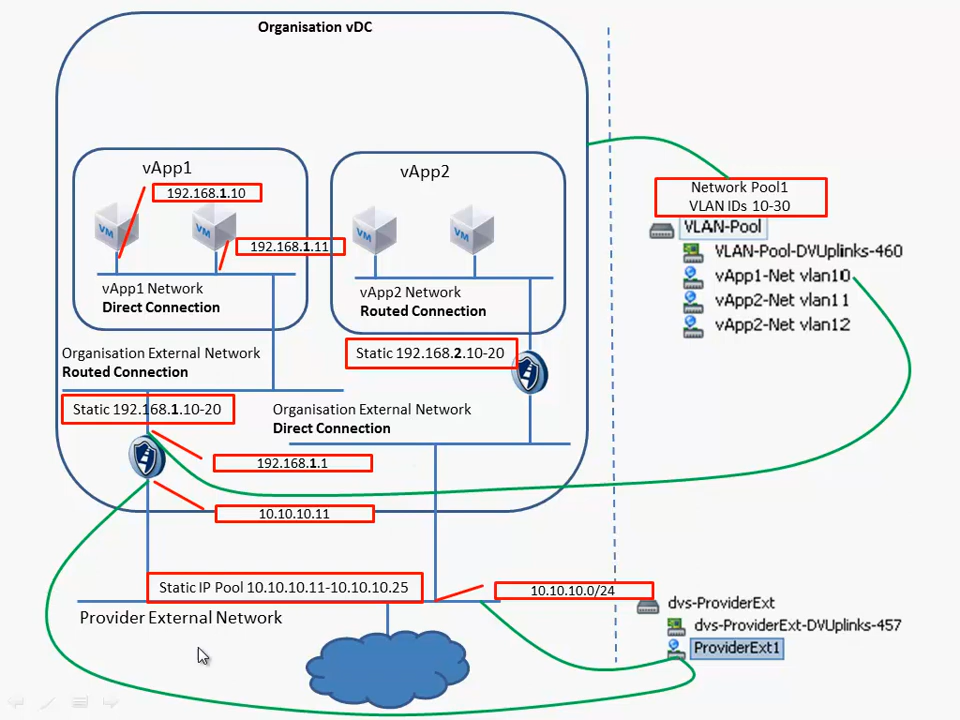 Organisation vDC
vApp1
192.168.1.10
VM
VM
192.168.1.11
vApp1 Network
Direct Connection
vApp2
VM
VM
vApp2 Network
Routed Connection
Organisation External Network
Routed Connection
Static 192.168.2.10-20
Static 192.168.1.10-20
Organisation External Network
Direct Connection
192.168.1.1
10.10.10.11
Static IP Pool 10.10.10.11-10.10.10.25
10.10.10.0/24
Provider External Network
Network Pool1
VLAN IDs 10-30
VLAN-Pool
VLAN-Pool-DVUplinks-460
vApp1-Net vlan10
vApp2-Net vlan11
vApp2-Net vlan12
dvs-ProviderExt
dvs-ProviderExt-DVUplinks-457
ProviderExt1